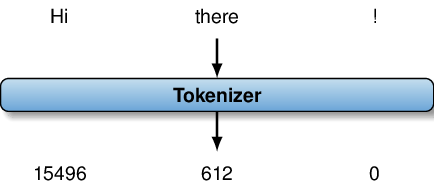 Hi there !
Tokenizer
15496 612 0